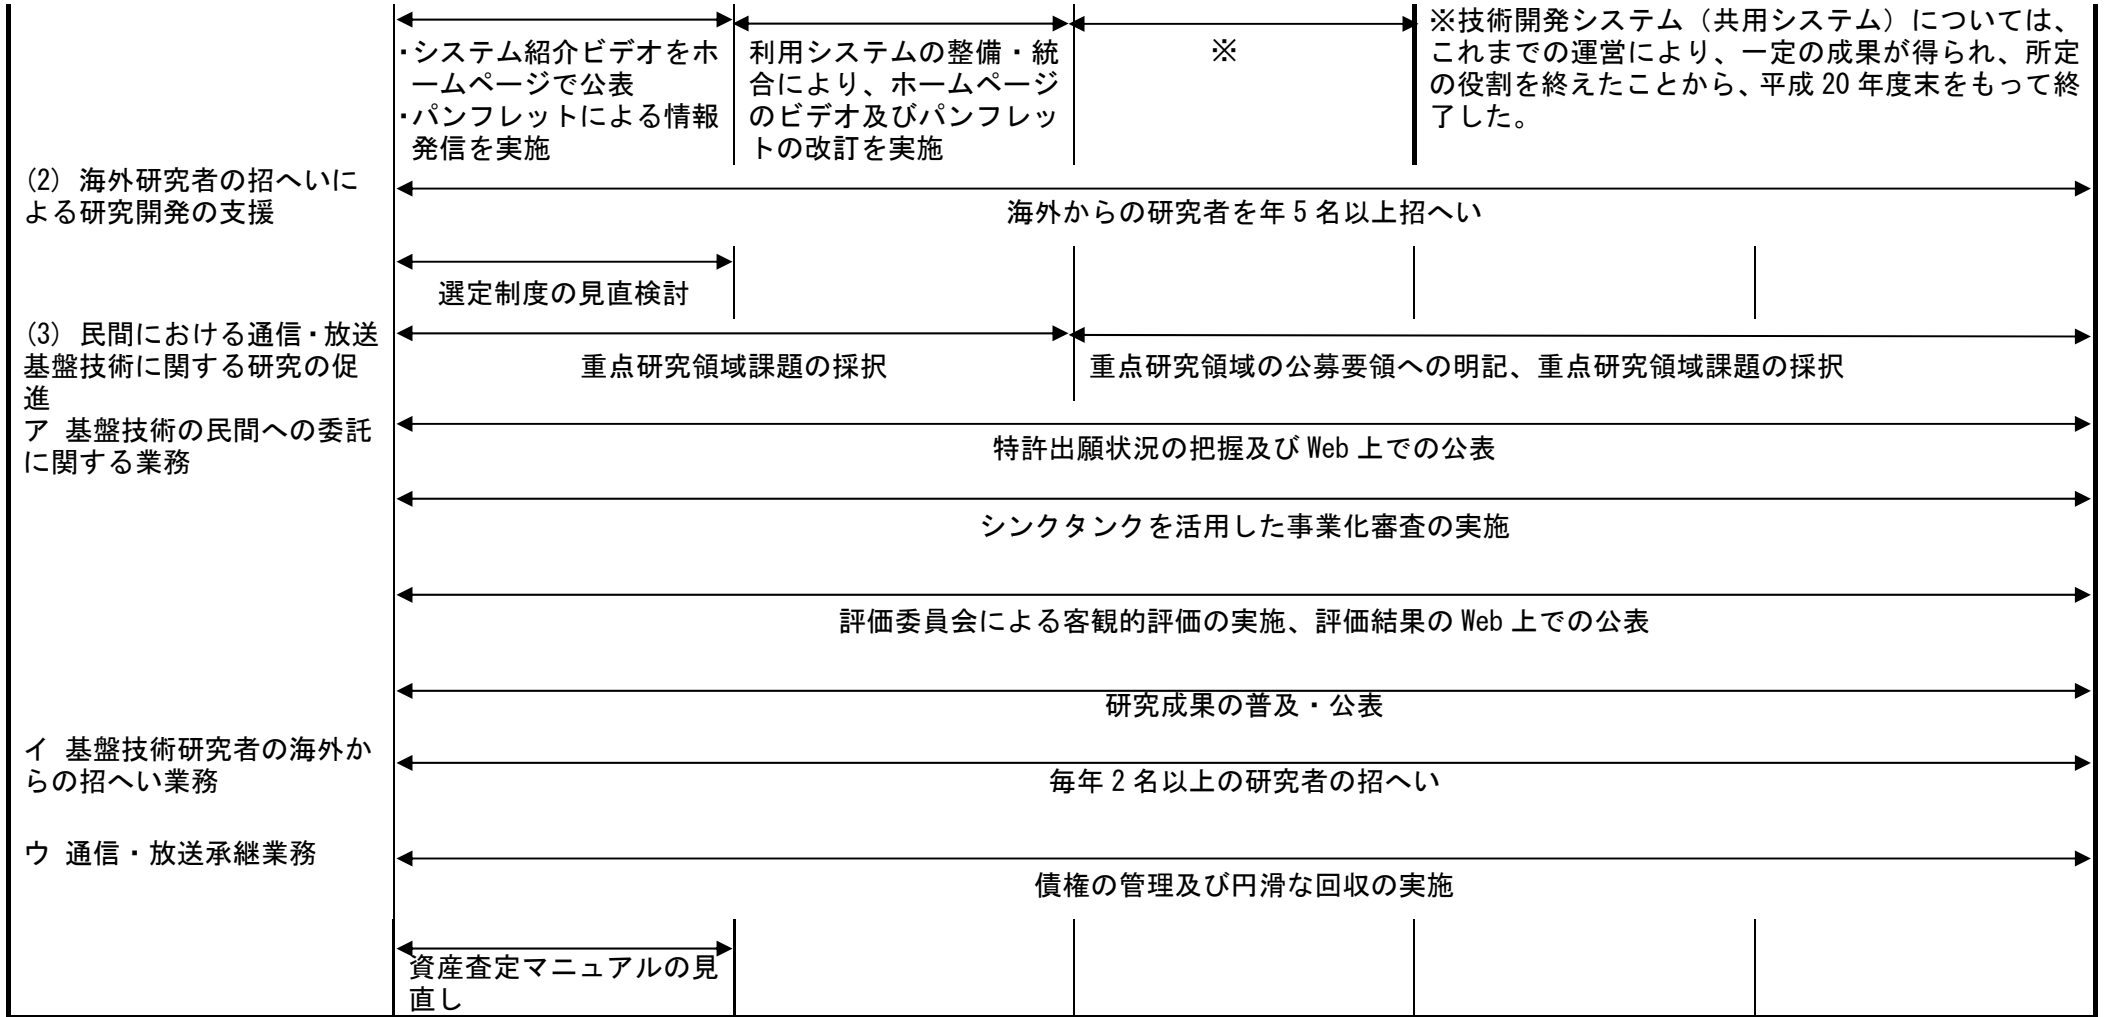 ・システム紹介ビデオをホ
ームページで公表
・パンフレットによる情報
発信を実施
利用システムの整備・統
合により、ホームページ
のビデオ及びパンフレッ
トの改訂を実施
※
※技術開発システム（共用システム）については、
これまでの運営により、一定の成果が得られ、所定
の役割を終えたことから、平成 20 年度末をもって終
了した。
(2) 海外研究者の招へいに
よる研究開発の支援
海外からの研究者を年 5 名以上招へい
選定制度の見直検討
(3) 民間における通信・放送
基盤技術に関する研究の促
進
重点研究領域課題の採択
重点研究領域の公募要領への明記、重点研究領域課題の採択
ア 基盤技術の民間への委託
に関する業務
特許出願状況の把握及び Web 上での公表
シンクタンクを活用した事業化審査の実施
評価委員会による客観的評価の実施、評価結果の Web 上での公表
研究成果の普及・公表
イ 基盤技術研究者の海外か
らの招へい業務
毎年 2 名以上の研究者の招へい
ウ 通信・放送承継業務
債権の管理及び円滑な回収の実施
資産査定マニュアルの見
直し